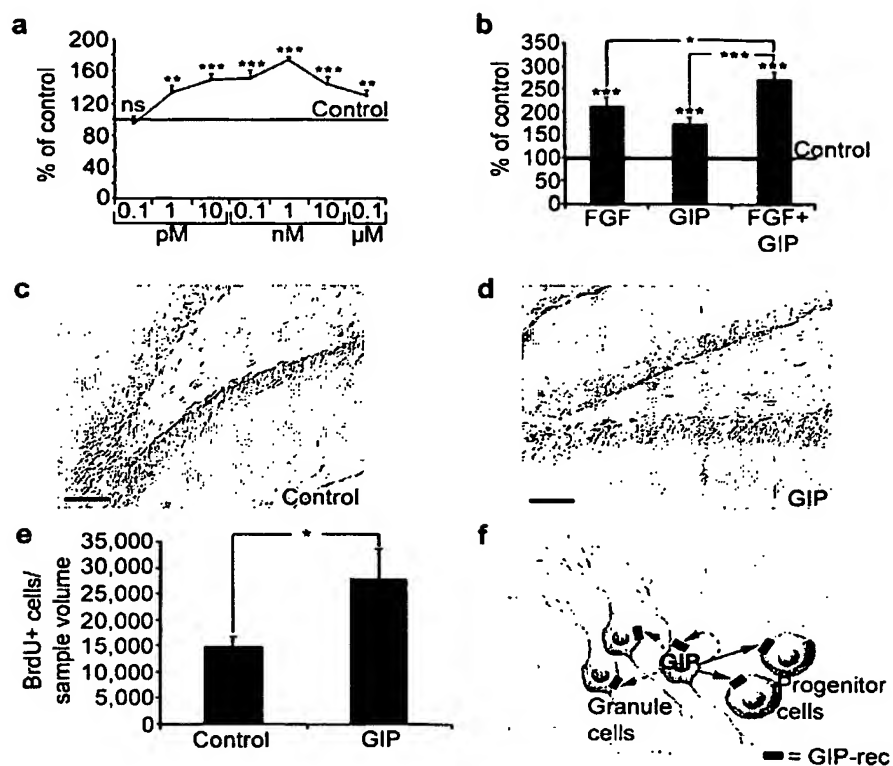 a
200
160
120
80
40
0
% of control
ns
**
***
***
***
***
**
Control
0.1 1 10 0.1 1 10 0.1
pM nM µM
b
350
300
250
200
150
100
50
0
% of control
*
***
***
***
***
Control
FGF GIP FGF+
GIP
c
Control
d
GIP
e
35,000
30,000
25,000
20,000
15,000
10,000
5,000
0
BrdU+ cells/
sample volume
*
Control GIP
f
GIP
Granule
cells
Progenitor
cells
= GIP-rec